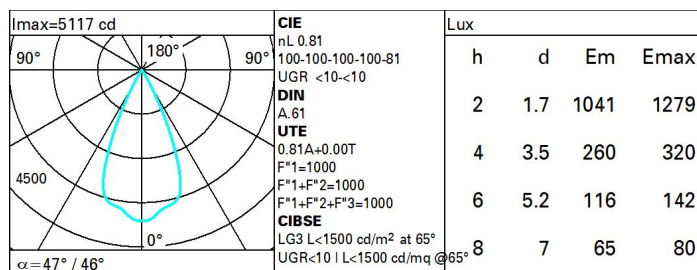 Imax=5117 cd
90°
180°
90°
4500
0°
α=47° / 46°
CIE
nL 0.81
100-100-100-100-81
UGR <10-<10
DIN
A.61
UTE
0.81A+0.00T
F"1=1000
F"1+F"2=1000
F"1+F"2+F"3=1000
CIBSE
LG3 L<1500 cd/m² at 65°
UGR<10 | L<1500 cd/mq @65°
Lux
h d Em Emax
2 1.7 1041 1279
4 3.5 260 320
6 5.2 116 142
8 7 65 80